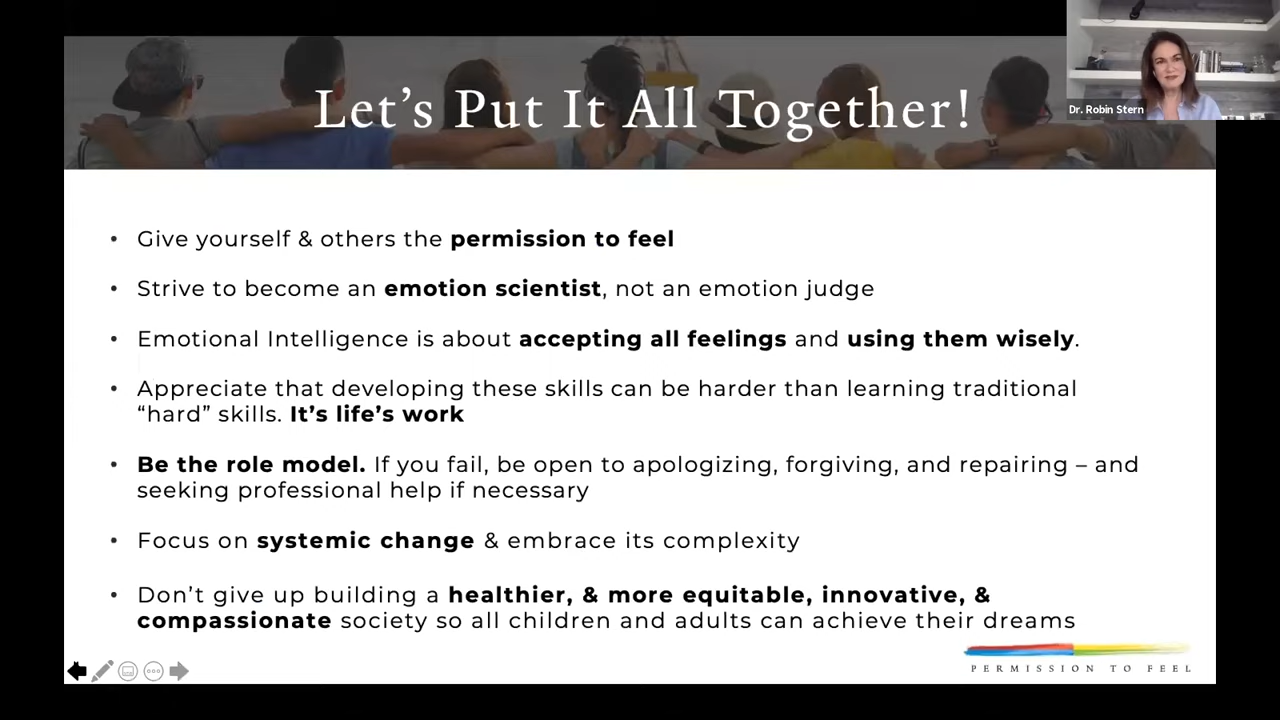 Let's Put It All Together!
Dr. Robin Stern
• Give yourself & others the permission to feel
• Strive to become an emotion scientist, not an emotion judge
• Emotional Intelligence is about accepting all feelings and using them wisely.
• Appreciate that developing these skills can be harder than learning traditional
“hard” skills. It’s life’s work
• Be the role model. If you fail, be open to apologizing, forgiving, and repairing – and
seeking professional help if necessary
• Focus on systemic change & embrace its complexity
• Don’t give up building a healthier, & more equitable, innovative, &
compassionate society so all children and adults can achieve their dreams
PERMISSION TO FEEL